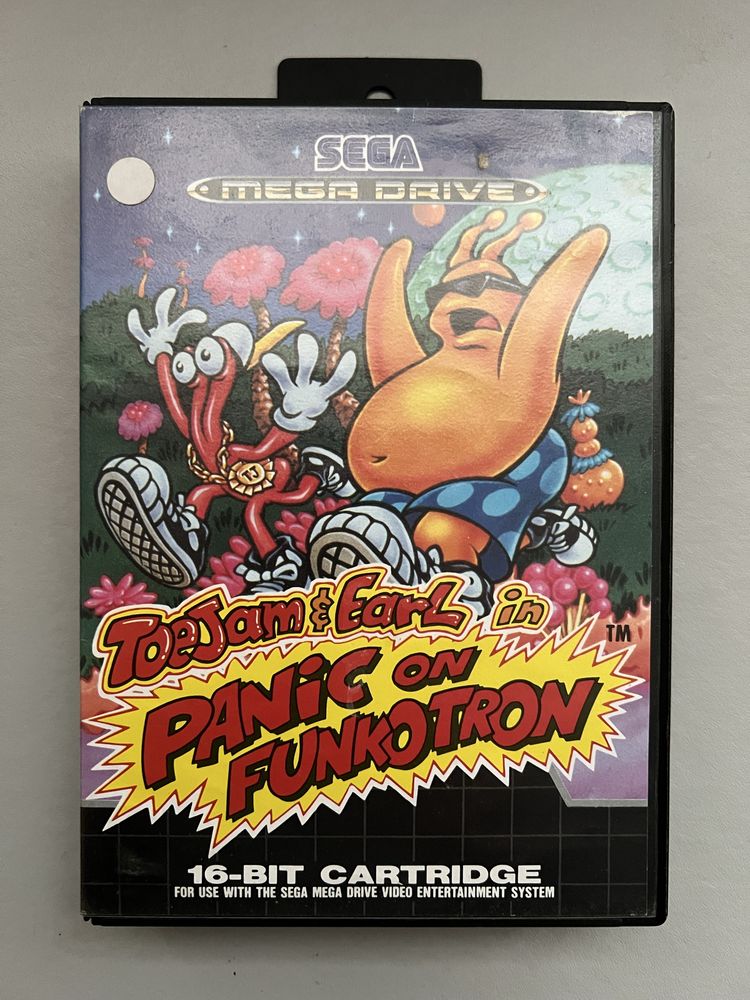 SEGA
MEGA DRIVE
TJ
ToeJam & Earl in
PANIC ON
FUNKOTRON
TM
16-BIT CARTRIDGE
FOR USE WITH THE SEGA MEGA DRIVE VIDEO ENTERTAINMENT SYSTEM